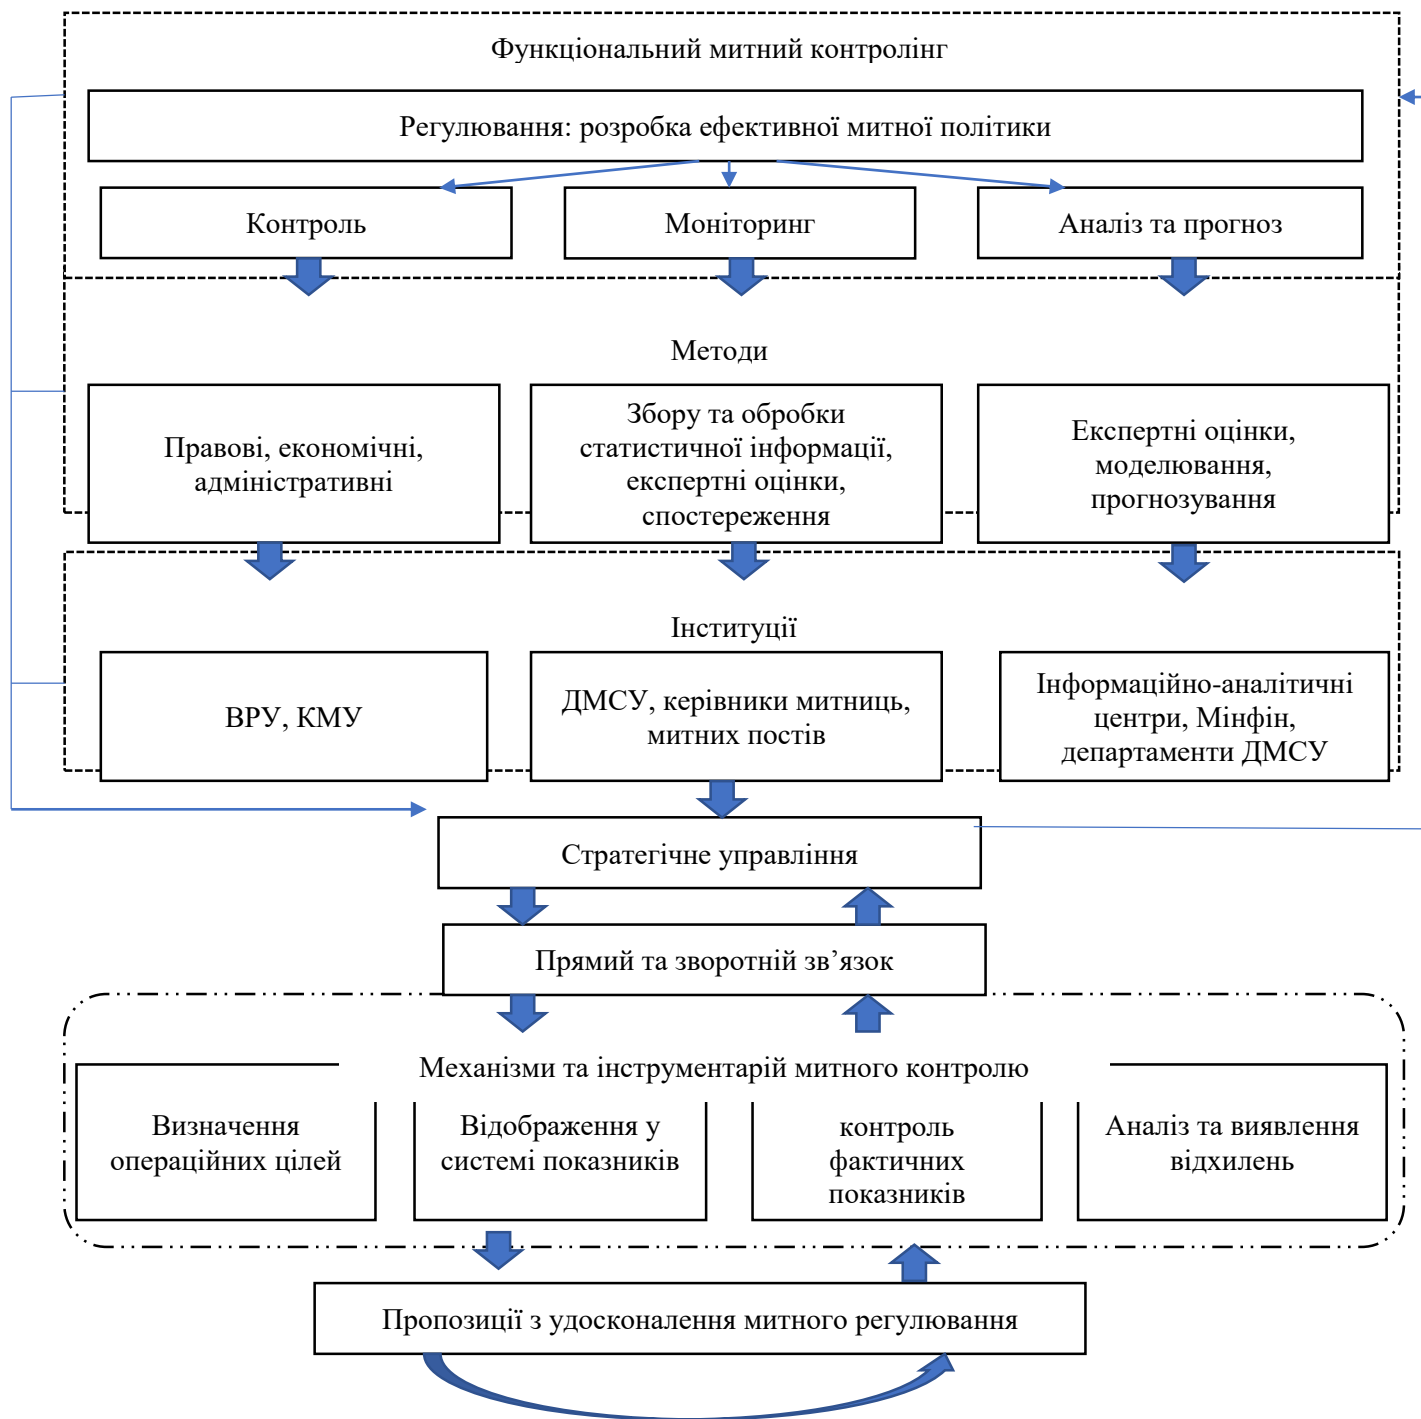 Функціональний митний контролінг
Регулювання: розробка ефективної митної політики
Контроль
Моніторинг
Аналіз та прогноз
Методи
Правові, економічні,
адміністративні
Збору та обробки
статистичної інформації,
експертні оцінки,
спостереження
Експертні оцінки,
моделювання,
прогнозування
Інституції
ВРУ, КМУ
ДМСУ, керівники митниць,
митних постів
Інформаційно-аналітичні
центри, Мінфін,
департаменти ДМСУ
Стратегічне управління
Прямий та зворотній зв’язок
Механізми та інструментарій митного контролю
Визначення
операційних цілей
Відображення у
системі показників
контроль
фактичних
показників
Аналіз та виявлення
відхилень
Пропозиції з удосконалення митного регулювання